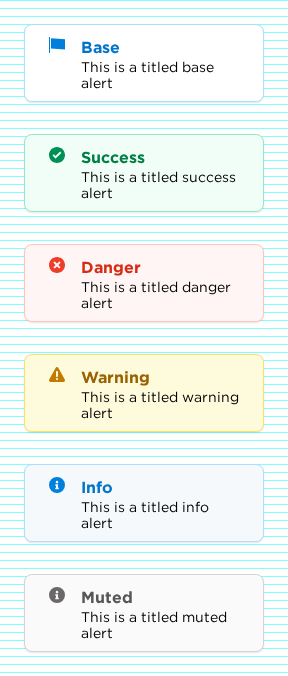 Base
This is a titled base
alert
Success
This is a titled success
alert
Danger
This is a titled danger
alert
Warning
This is a titled warning
alert
Info
This is a titled info
alert
Muted
This is a titled muted
alert